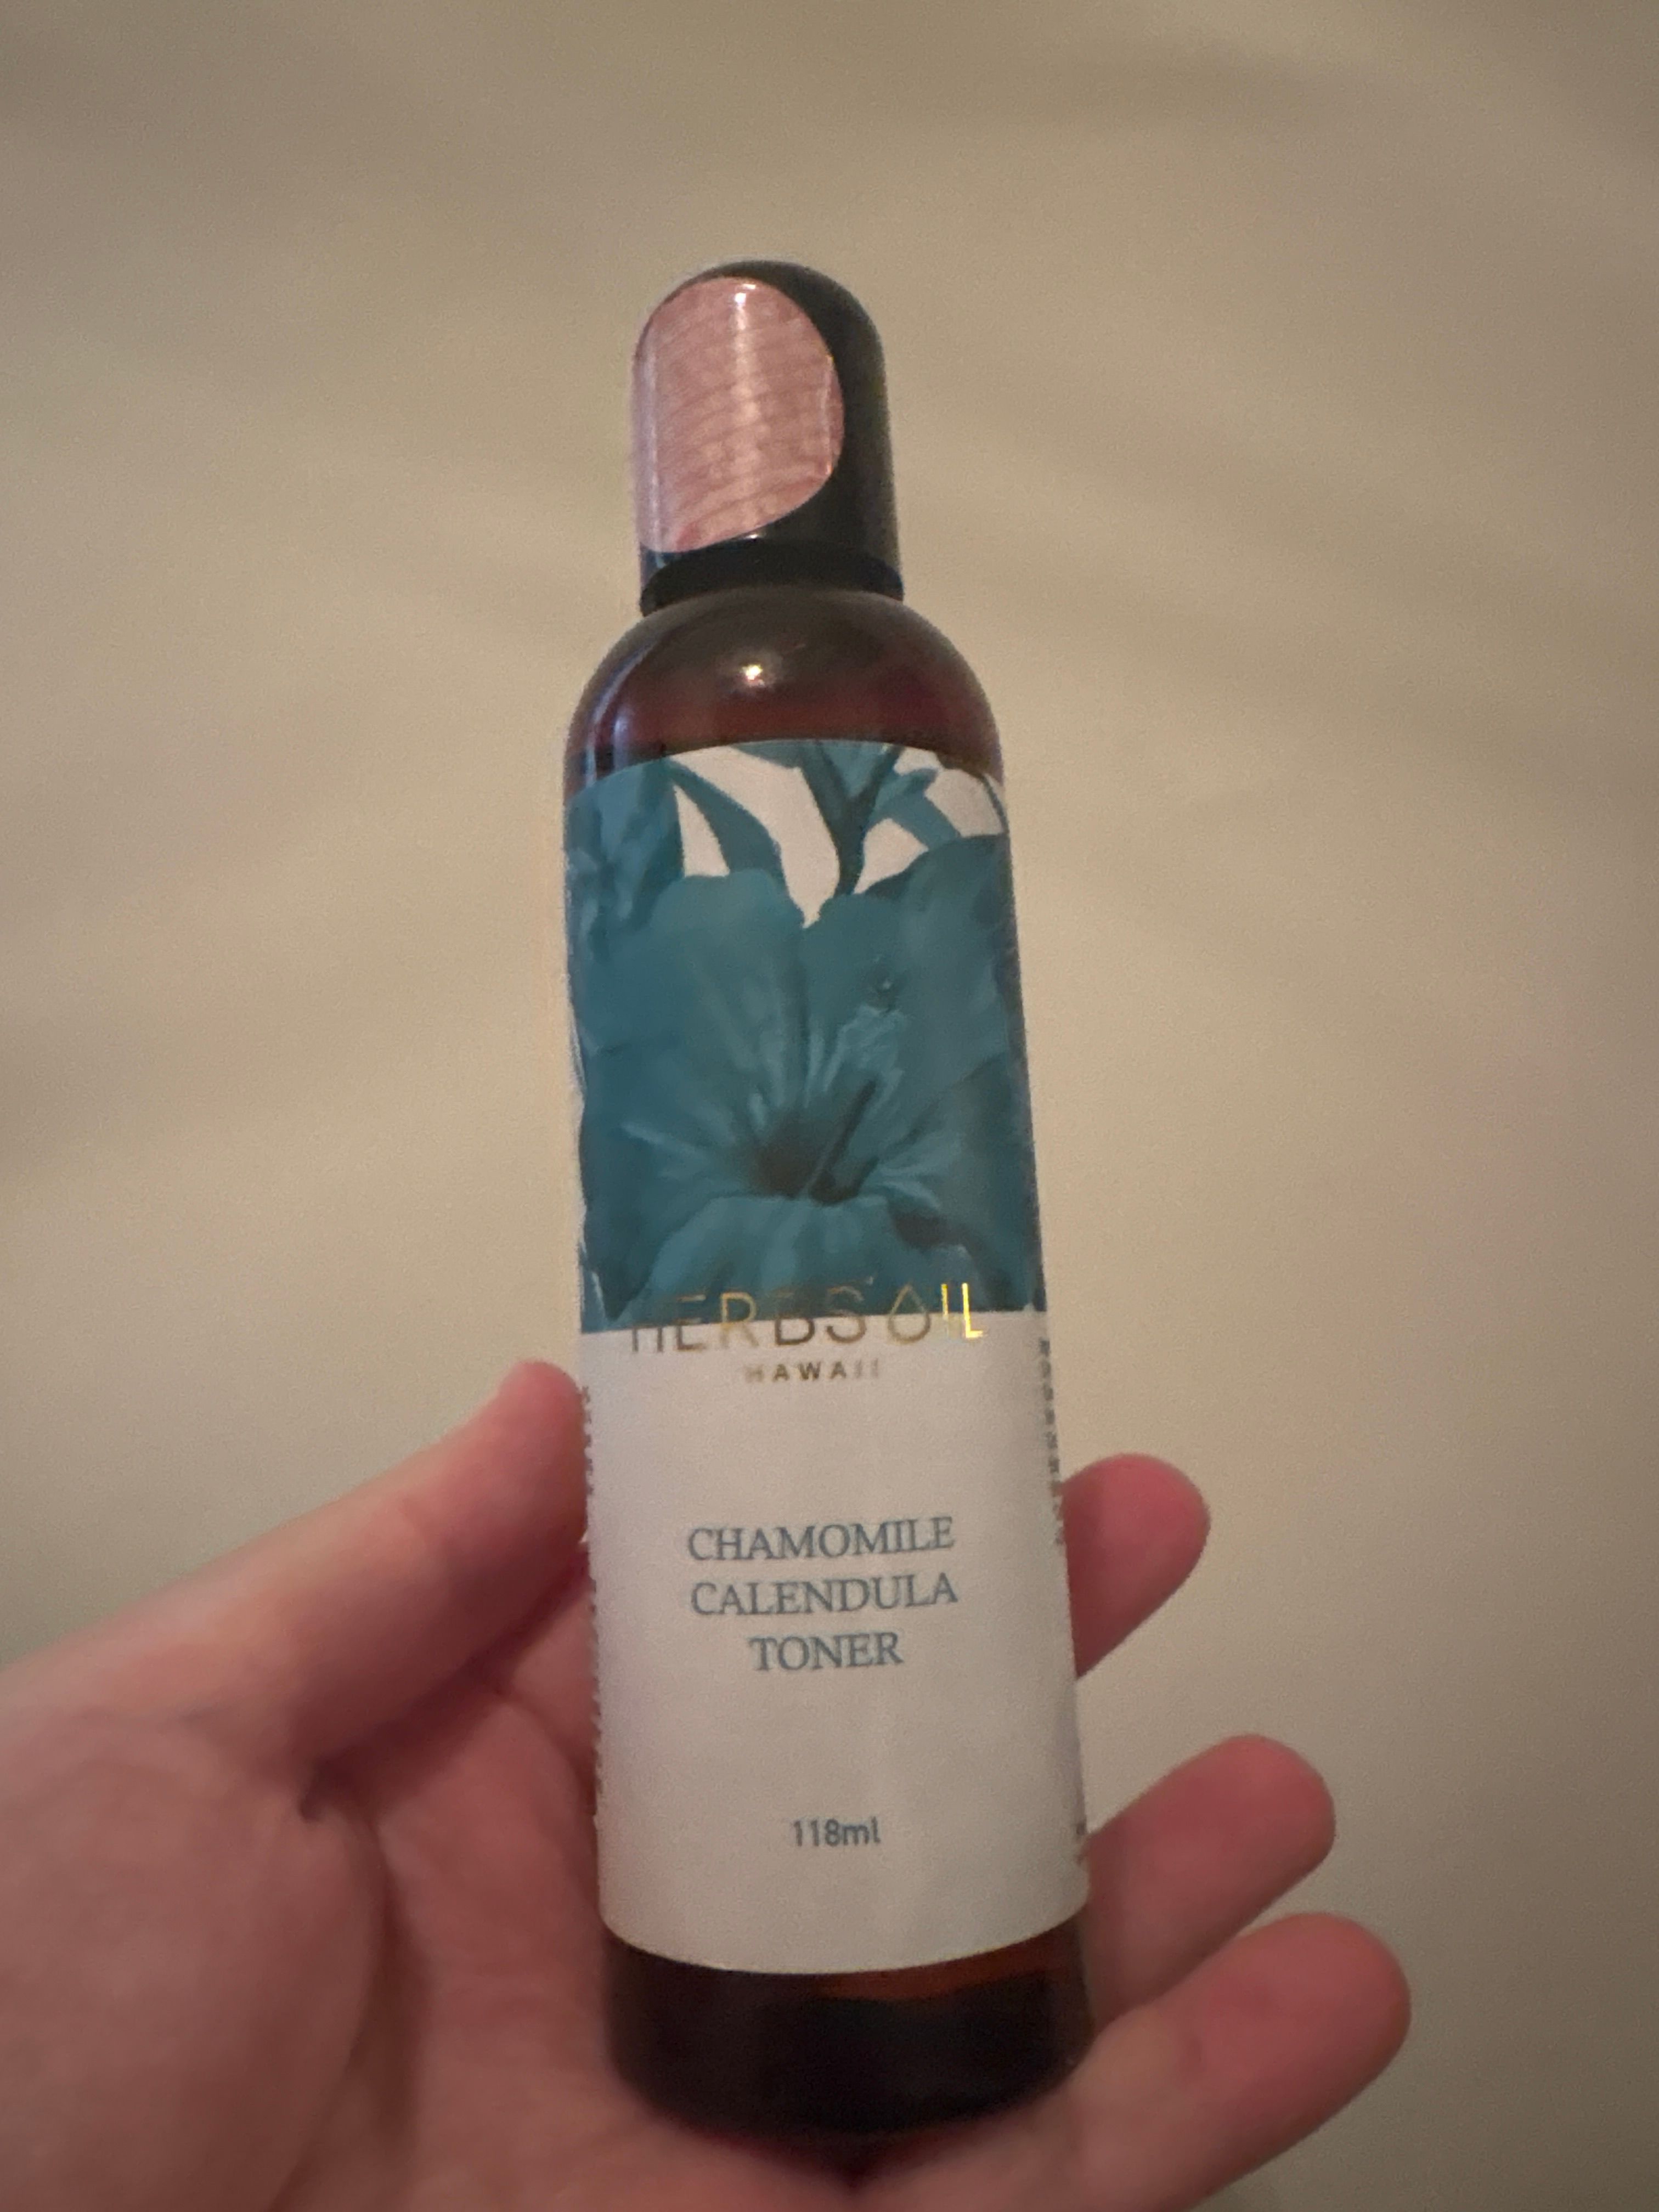 HERBS OIL
HAWAII
CHAMOMILE
CALENDULA
TONER
118ml